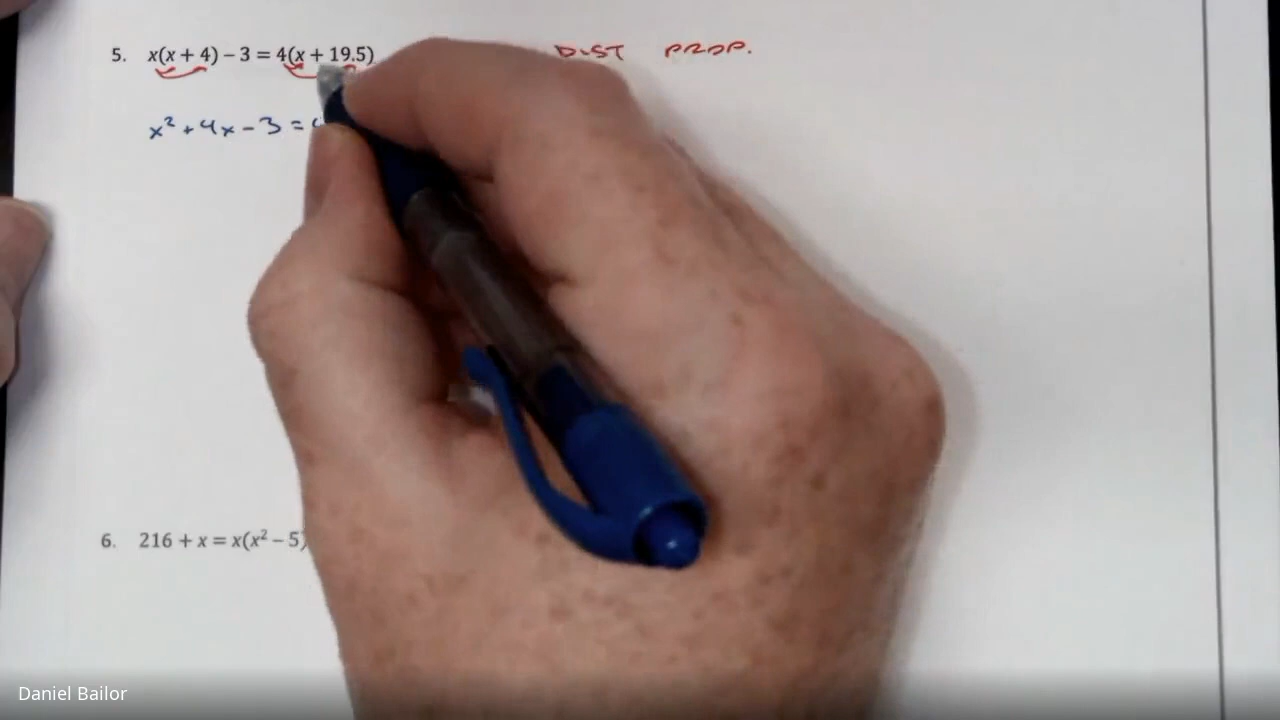 5. x(x + 4) − 3 = 4(x + 19.5) DIST PROP.
x² + 4x − 3 =
6. 216 + x = x(x² − 5)
Daniel Bailor